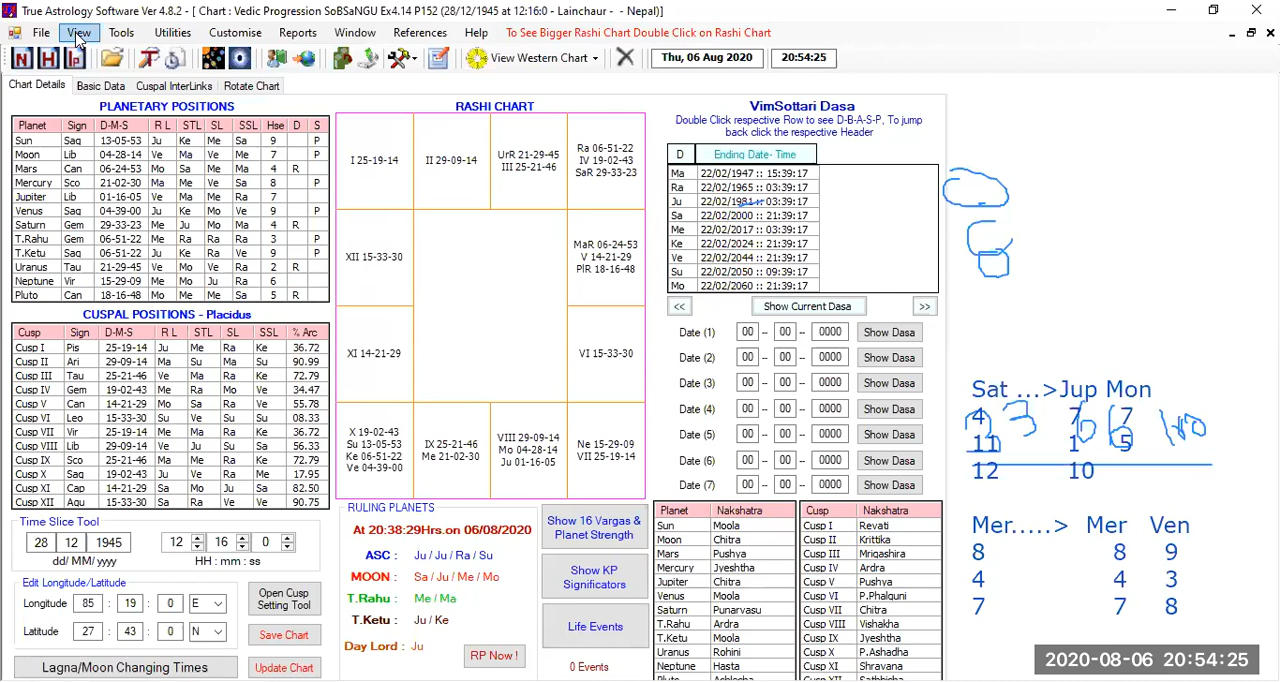 True Astrology Software Ver 4.8.2 - [ Chart : Vedic Progression SoBSaNGU Ex4.14 P152 (28/12/1945 at 12:16:0 - Lainchaur - - Nepal)]
File View Tools Utilities Customise Reports Window References Help To See Bigger Rashi Chart Double Click on Rashi Chart
N H Ip View Western Chart Thu, 06 Aug 2020 20:54:25
Chart Details Basic Data Cuspal InterLinks Rotate Chart
PLANETARY POSITIONS
Planet Sign D-M-S R L STL SL SSL Hse D S
Sun Sag 13-05-53 Ju Ke Me Sa 9 P
Moon Lib 04-28-14 Ve Ma Ve Me 7 P
Mars Can 06-24-53 Mo Sa Me Ma 4 R
Mercury Sco 21-02-30 Ma Me Ve Sa 8 P
Jupiter Lib 01-16-05 Ve Ma Me Ju 7
Venus Sag 04-39-00 Ju Ke Mo Ve 9 P
Saturn Gem 29-33-23 Me Ju Mo Ma 4 R
T.Rahu Gem 06-51-22 Me Ra Ra Ra 3 P
T.Ketu Sag 06-51-22 Ju Ke Ra Ra 9 P
Uranus Tau 21-29-45 Ve Mo Ve Ra 2 R
Neptune Vir 15-29-09 Me Mo Ju Ra 6
Pluto Can 18-16-48 Mo Me Me Sa 5 R
CUSPAL POSITIONS - Placidus
Cusp Sign D-M-S R L STL SL SSL % Arc
Cusp I Pis 25-19-14 Ju Me Ra Ke 36.72
Cusp II Ari 29-09-14 Ma Su Ma Su 90.99
Cusp III Tau 25-21-46 Ve Ma Ra Ra 72.79
Cusp IV Gem 19-02-43 Me Ra Mo Ve 34.47
Cusp V Can 14-21-29 Mo Sa Ra Ke 55.78
Cusp VI Leo 15-33-30 Su Ve Su Ve 08.33
Cusp VII Vir 25-19-14 Me Ma Ra Ke 36.72
Cusp VIII Lib 29-09-14 Ve Ju Su Ma 90.99
Cusp IX Sco 25-21-46 Ma Me Ra Ke 72.79
Cusp X Sag 19-02-43 Ju Ve Ra Me 17.95
Cusp XI Cap 14-21-29 Sa Mo Ju Sa 82.50
Cusp XII Aqu 15-33-30 Sa Ra Ve Ve 90.75
Time Slice Tool
28 12 1945 12 16 0
dd/ MM/ yyyy HH : mm : ss
Edit Longitude/Latitude
Longitude 85 : 19 : 0 E
Latitude 27 : 43 : 0 N
Open Cusp Setting Tool
Save Chart
Lagna/Moon Changing Times Update Chart
RASHI CHART
I 25-19-14
II 29-09-14
UrR 21-29-45
III 25-21-46
Ra 06-51-22
IV 19-02-43
SaR 29-33-23
XII 15-33-30
MaR 06-24-53
V 14-21-29
PlR 18-16-48
XI 14-21-29
VI 15-33-30
X 19-02-43
Su 13-05-53
Ke 06-51-22
Ve 04-39-00
IX 25-21-46
Me 21-02-30
VIII 29-09-14
Mo 04-28-14
Ju 01-16-05
Ne 15-29-09
VII 25-19-14
RULING PLANETS
At 20:38:29Hrs.on 06/08/2020
ASC : Ju / Ju / Ra / Su
MOON : Sa / Ju / Me / Mo
T.Rahu : Me / Ma
T.Ketu : Ju / Ke
Day Lord : Ju
RP Now !
Show 16 Vargas & Planet Strength
Show KP Significators
Life Events
0 Events
VimSottari Dasa
Double Click respective Row to see D-B-A-S-P, To jump
back click the respective Header
D Ending Date- Time
Ma 22/02/1947 :: 15:39:17
Ra 22/02/1965 :: 03:39:17
Ju 22/02/1981 :: 03:39:17
Sa 22/02/2000 :: 21:39:17
Me 22/02/2017 :: 03:39:17
Ke 22/02/2024 :: 21:39:17
Ve 22/02/2044 :: 21:39:17
Su 22/02/2050 :: 09:39:17
Mo 22/02/2060 :: 21:39:17
<< Show Current Dasa >>
Date (1) 00 -- 00 -- 0000 Show Dasa
Date (2) 00 -- 00 -- 0000 Show Dasa
Date (3) 00 -- 00 -- 0000 Show Dasa
Date (4) 00 -- 00 -- 0000 Show Dasa
Date (5) 00 -- 00 -- 0000 Show Dasa
Date (6) 00 -- 00 -- 0000 Show Dasa
Date (7) 00 -- 00 -- 0000 Show Dasa
Planet Nakshatra
Sun Moola
Moon Chitra
Mars Pushya
Mercury Jyeshtha
Jupiter Chitra
Venus Moola
Saturn Punarvasu
T.Rahu Ardra
T.Ketu Moola
Uranus Rohini
Neptune Hasta
Cusp Nakshatra
Cusp I Revati
Cusp II Krittika
Cusp III Mrigashira
Cusp IV Ardra
Cusp V Pushya
Cusp VI P.Phalguni
Cusp VII Chitra
Cusp VIII Vishakha
Cusp IX Jyeshtha
Cusp X P.Ashadha
Cusp XI Shravana
Sat ...>Jup Mon
4 3 7 7
11 1 5
12 10
Mer.....> Mer Ven
8 8 9
4 4 3
7 7 8
2020-08-06 20:54:25